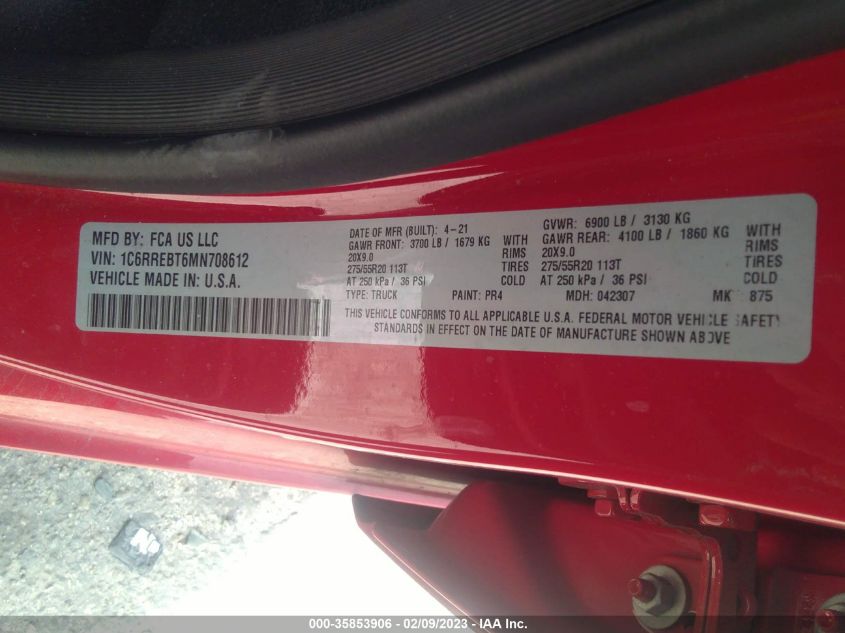 MFD BY: FCA US LLC
VIN: 1C6RREBT6MN708612
VEHICLE MADE IN: U.S.A.
DATE OF MFR (BUILT): 4-21
GAWR FRONT: 3700 LB / 1679 KG WITH
20X9.0 RIMS
275/55R20 113T TIRES
AT 250 kPa / 36 PSI COLD
TYPE: TRUCK PAINT: PR4
GVWR: 6900 LB / 3130 KG
GAWR REAR: 4100 LB / 1860 KG WITH
20X9.0 RIMS
275/55R20 113T TIRES
AT 250 kPa / 36 PSI COLD
MDH: 042307 MK 875
THIS VEHICLE CONFORMS TO ALL APPLICABLE U.S.A. FEDERAL MOTOR VEHICLE SAFETY
STANDARDS IN EFFECT ON THE DATE OF MANUFACTURE SHOWN ABOVE
000-35853906 - 02/09/2023 - IAA Inc.